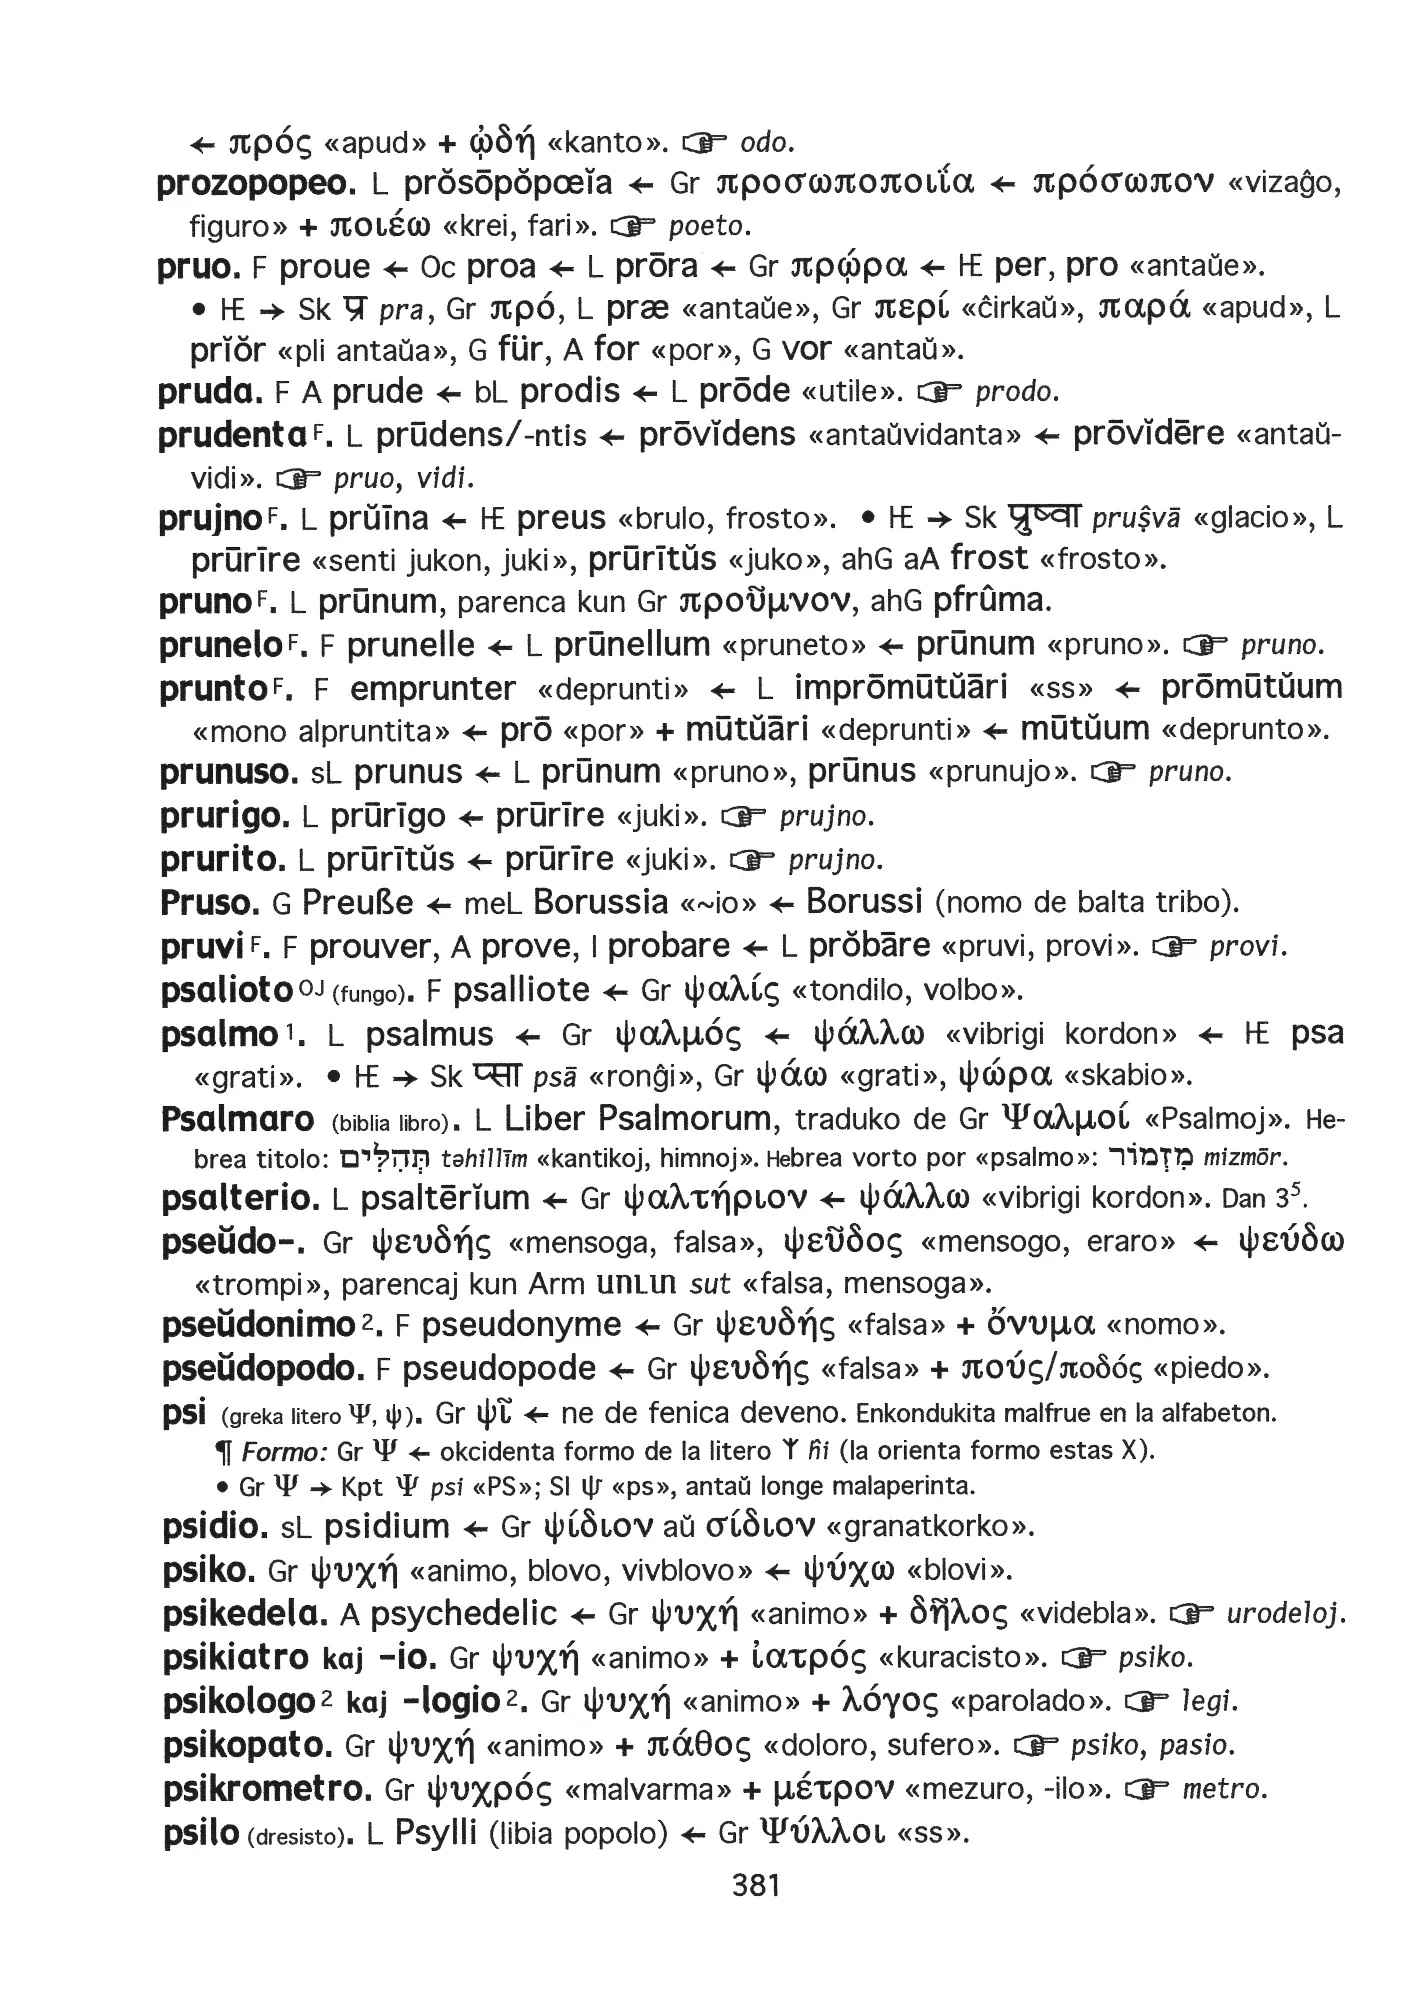 ← πρός «apud» + ᾠδή «kanto». ☞ odo.
prozopopeo. L prŏsōpŏpœĭa ← Gr προσωποποιΐα ← πρόσωπον «vizaĝo,
figuro» + ποιέω «krei, fari». ☞ poeto.
pruo. F proue ← Oc proa ← L prōra ← Gr πρῴρα ← HE per, pro «antaŭe».
• HE → Sk प्र pra, Gr πρό, L præ «antaŭe», Gr περί «ĉirkaŭ», παρά «apud», L
prĭŏr «pli antaŭa», G für, A for «por», G vor «antaŭ».
pruda. F A prude ← bL prodis ← L prōde «utile». ☞ prodo.
prudenta F. L prūdens/-ntis ← prōvĭdens «antaŭvidanta» ← prōvĭdēre «antaŭ-
vidi». ☞ pruo, vidi.
prujno F. L prŭīna ← HE preus «brulo, frosto». • HE → Sk प्रुष्वा pruṣvā «glacio», L
prūrīre «senti jukon, juki», prūrītŭs «juko», ahG aA frost «frosto».
pruno F. L prūnum, parenca kun Gr προῦμνον, ahG pfrûma.
prunelo F. F prunelle ← L prūnellum «pruneto» ← prūnum «pruno». ☞ pruno.
prunto F. F emprunter «deprunti» ← L imprōmūtŭāri «ss» ← prōmūtŭum
«mono alpruntita» ← prō «por» + mūtŭāri «deprunti» ← mūtŭum «deprunto».
prunuso. sL prunus ← L prūnum «pruno», prūnus «prunujo». ☞ pruno.
prurigo. L prūrīgo ← prūrīre «juki». ☞ prujno.
prurito. L prūrītŭs ← prūrīre «juki». ☞ prujno.
Pruso. G Preuße ← meL Borussia «~io» ← Borussi (nomo de balta tribo).
pruvi F. F prouver, A prove, I probare ← L prŏbāre «pruvi, provi». ☞ provi.
psalioto OJ (fungo). F psalliote ← Gr ψαλίς «tondilo, volbo».
psalmo 1. L psalmus ← Gr ψαλμός ← ψάλλω «vibrigi kordon» ← HE psa
«grati». • HE → Sk प्सा psā «ronĝi», Gr ψάω «grati», ψώρα «skabio».
Psalmaro (biblia libro). L Liber Psalmorum, traduko de Gr Ψαλμοί «Psalmoj». He-
brea titolo: תְּהִלִּים təhillīm «kantikoj, himnoj». Hebrea vorto por «psalmo»: מִזְמוֹר mizmōr.
psalterio. L psaltērĭum ← Gr ψαλτήριον ← ψάλλω «vibrigi kordon». Dan 3⁵.
pseŭdo-. Gr ψευδής «mensoga, falsa», ψεῦδος «mensogo, eraro» ← ψεύδω
«trompi», parencaj kun Arm սուտ sut «falsa, mensoga».
pseŭdonimo 2. F pseudonyme ← Gr ψευδής «falsa» + ὄνυμα «nomo».
pseŭdopodo. F pseudopode ← Gr ψευδής «falsa» + πούς/ποδός «piedo».
psi (greka litero Ψ, ψ). Gr ψῖ ← ne de fenica deveno. Enkondukita malfrue en la alfabeton.
¶ Formo: Gr Ψ ← okcidenta formo de la litero 𐌙 ĥi (la orienta formo estas X).
• Gr Ψ → Kpt Ⲯ psi «PS»; Sl ѱ «ps», antaŭ longe malaperinta.
psidio. sL psidium ← Gr ψίδιον aŭ σίδιον «granatkorko».
psiko. Gr ψυχή «animo, blovo, vivblovo» ← ψύχω «blovi».
psikedela. A psychedelic ← Gr ψυχή «animo» + δῆλος «videbla». ☞ urodeloj.
psikiatro kaj -io. Gr ψυχή «animo» + ἰατρός «kuracisto». ☞ psiko.
psikologo 2 kaj -logio 2. Gr ψυχή «animo» + λόγος «parolado». ☞ legi.
psikopato. Gr ψυχή «animo» + πάθος «doloro, sufero». ☞ psiko, pasio.
psikrometro. Gr ψυχρός «malvarma» + μέτρον «mezuro, -ilo». ☞ metro.
psilo (dresisto). L Psylli (libia popolo) ← Gr Ψύλλοι «ss».
381